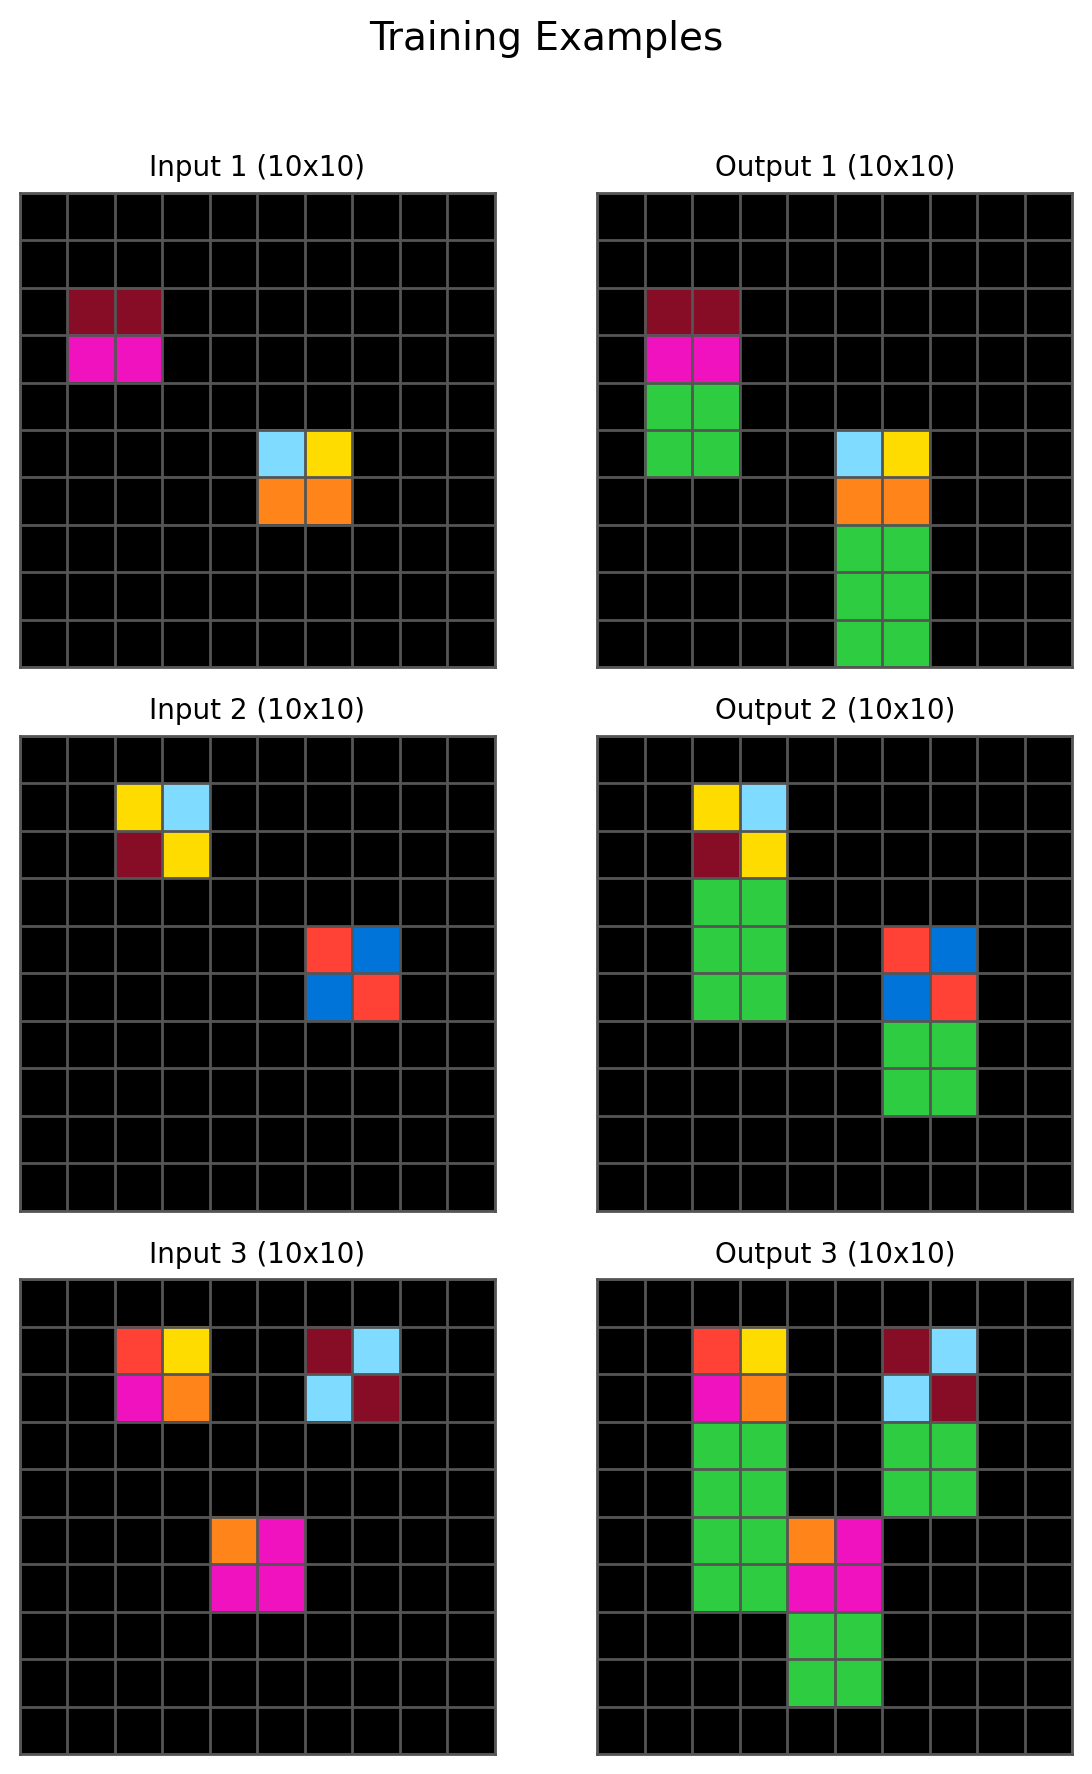 Training Examples
Input 1 (10x10)
Output 1 (10x10)
Input 2 (10x10)
Output 2 (10x10)
Input 3 (10x10)
Output 3 (10x10)